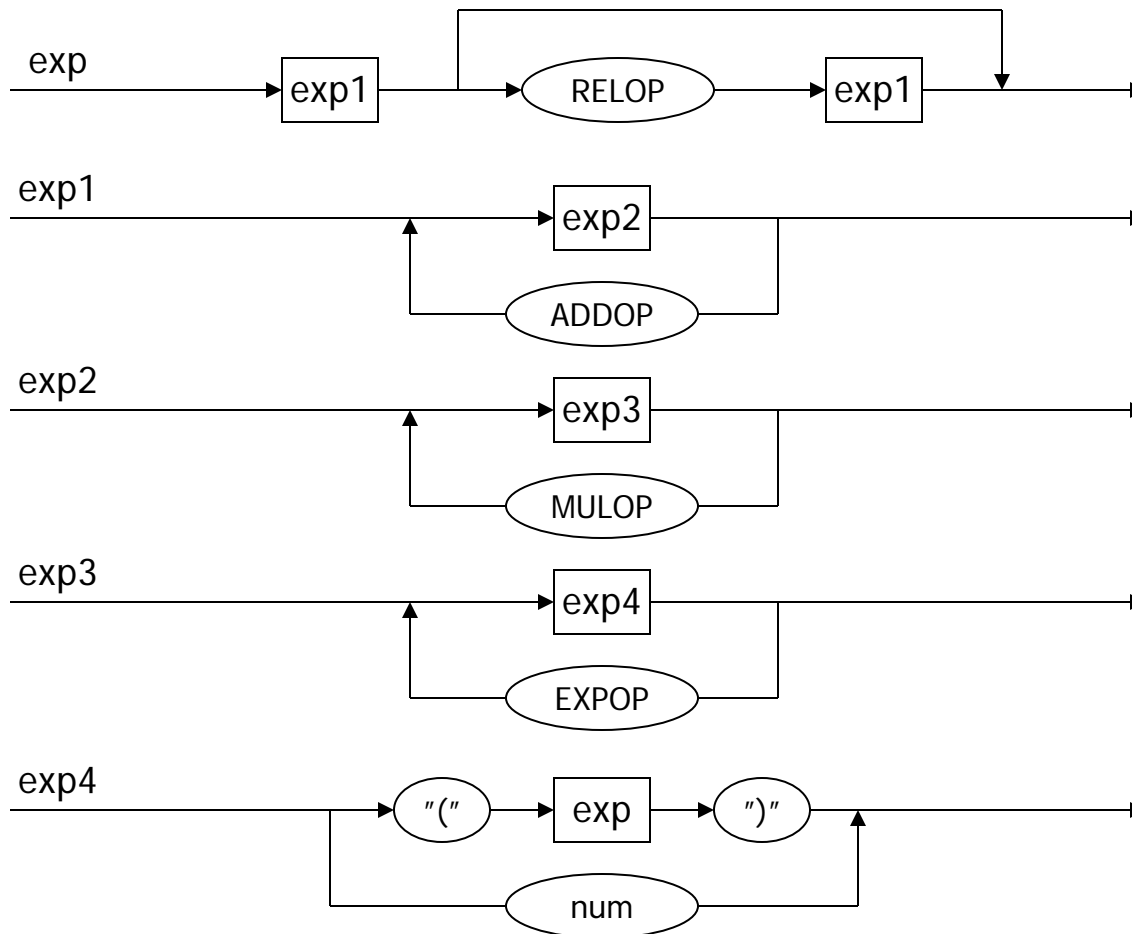 exp
exp1 RELOP exp1
exp1
exp2
ADDOP
exp2
exp3
MULOP
exp3
exp4
EXPOP
exp4
"(" exp ")"
num